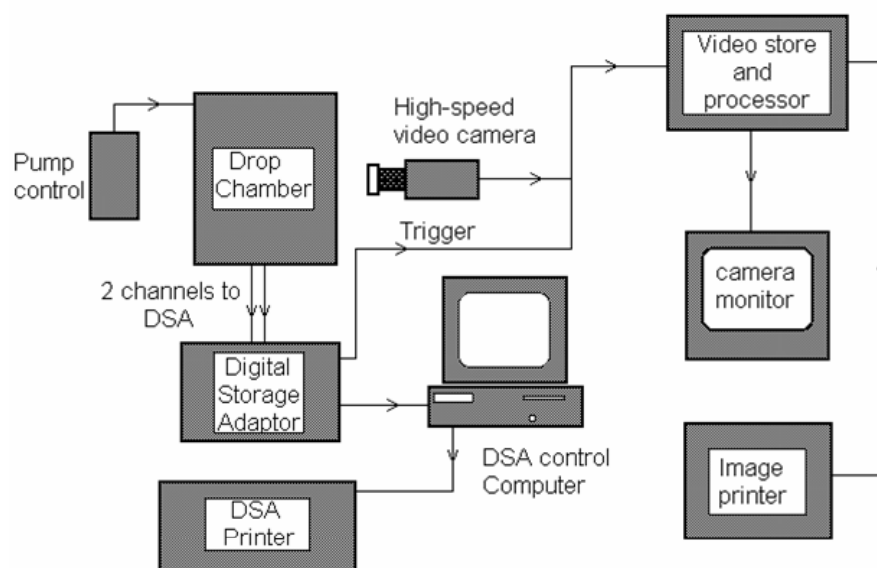 Video store
and
processor
High-speed
video camera
Pump
control
Drop
Chamber
Trigger
camera
monitor
2 channels to
DSA
Digital
Storage
Adaptor
DSA control
Computer
Image
printer
DSA
Printer